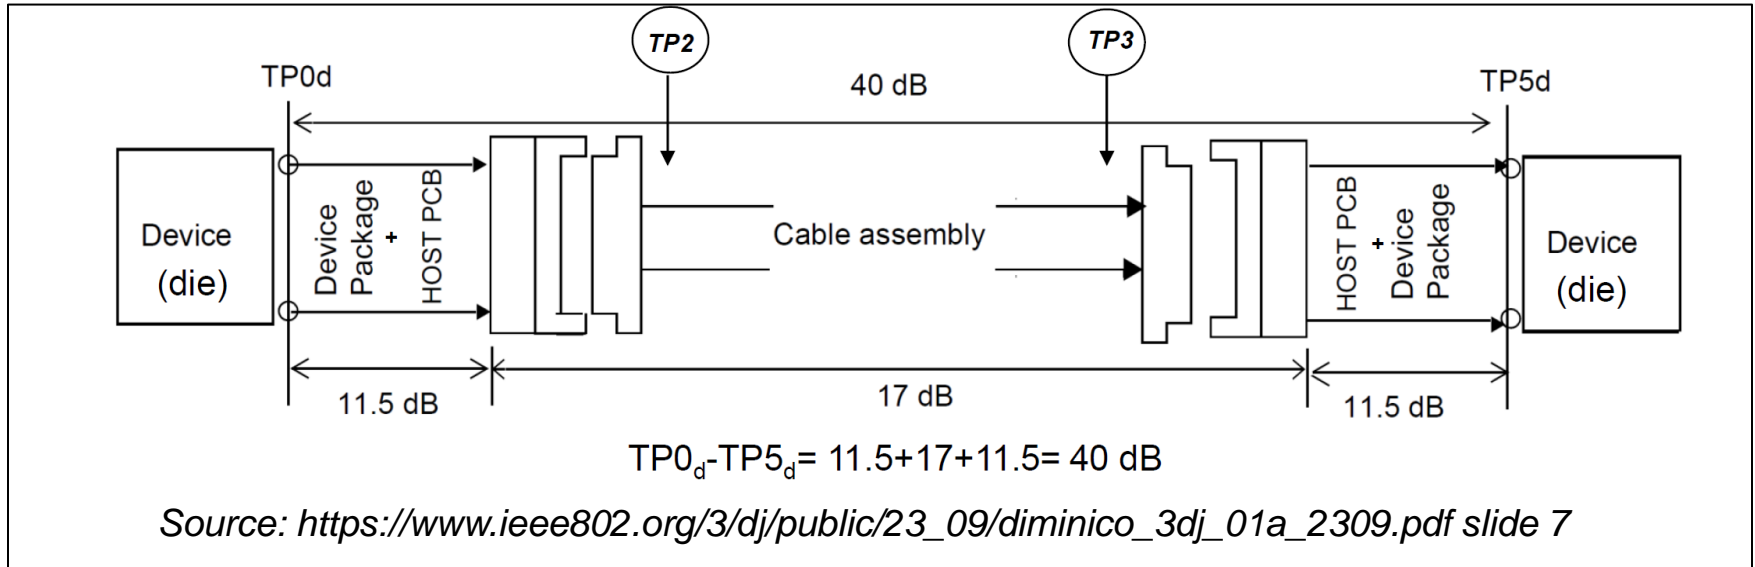 TP2
TP3
TP0d
40 dB
TP5d
Device
(die)
Device
Package
+
HOST PCB
Cable assembly
HOST PCB
+
Device
Package
Device
(die)
11.5 dB
17 dB
11.5 dB
TP0d-TP5d= 11.5+17+11.5= 40 dB
Source: https://www.ieee802.org/3/dj/public/23_09/diminico_3dj_01a_2309.pdf slide 7